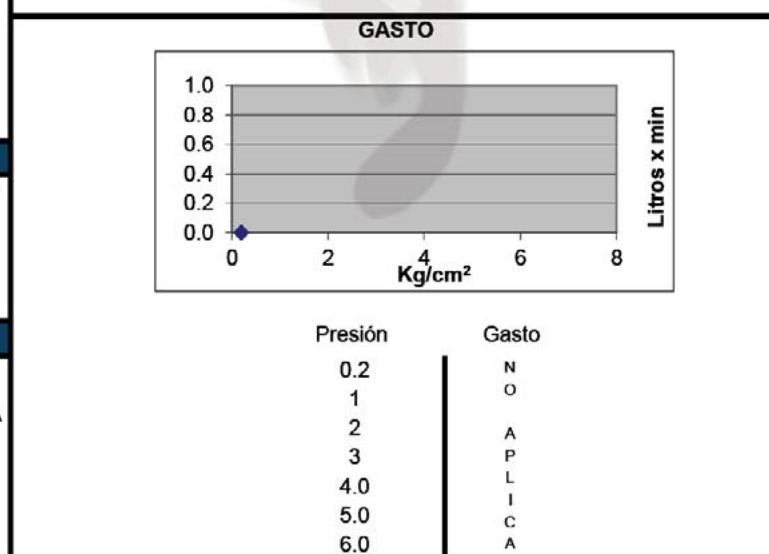 GASTO
1.0
0.8
0.6
0.4
0.2
0.0
0 2 4 6 8
Kg/cm²
Litros x min
Presión Gasto
0.2 N
1 O
2 A
3 P
4.0 L
5.0 I
C
6.0 A